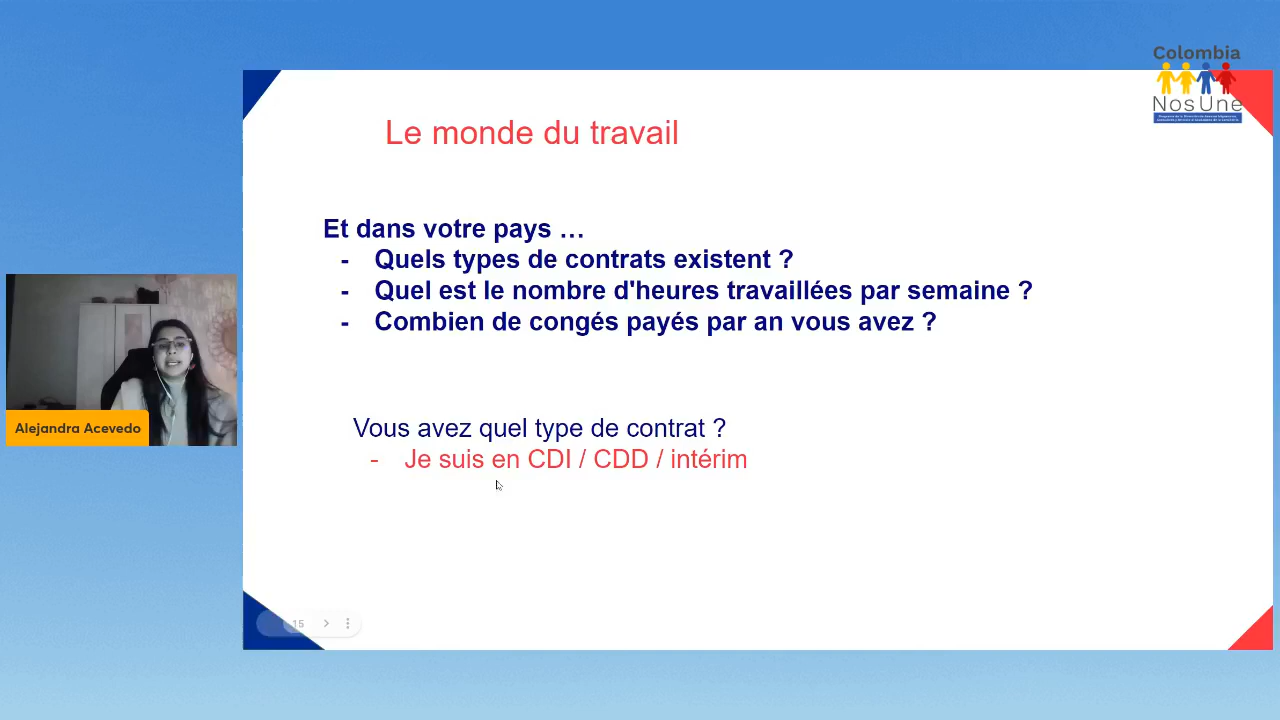 Colombia
NosUne
Le monde du travail
Et dans votre pays …
- Quels types de contrats existent ?
- Quel est le nombre d'heures travaillées par semaine ?
- Combien de congés payés par an vous avez ?
Alejandra Acevedo
Vous avez quel type de contrat ?
- Je suis en CDI / CDD / intérim
15